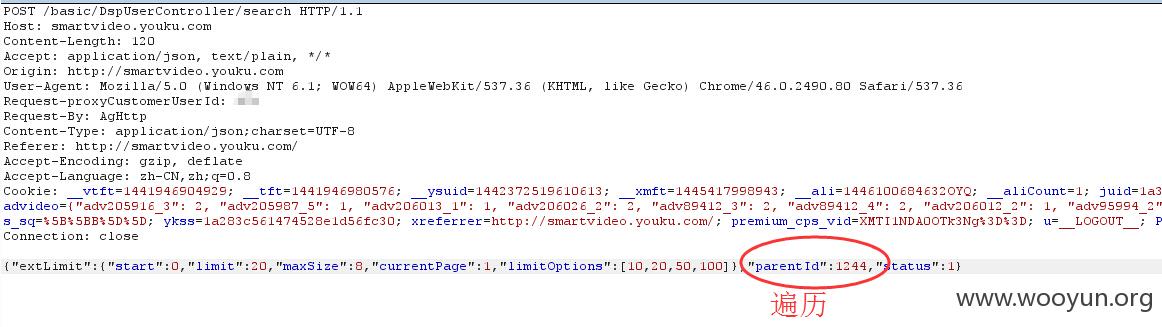 POST /basic/DspUserController/search HTTP/1.1
Host: smartvideo.youku.com
Content-Length: 120
Accept: application/json, text/plain, */*
Origin: http://smartvideo.youku.com
User-Agent: Mozilla/5.0 (Windows NT 6.1; WOW64) AppleWebKit/537.36 (KHTML, like Gecko) Chrome/46.0.2490.80 Safari/537.36
Request-proxyCustomerUserId:
Request-By: AgHttp
Content-Type: application/json;charset=UTF-8
Referer: http://smartvideo.youku.com/
Accept-Encoding: gzip, deflate
Accept-Language: zh-CN,zh;q=0.8
Cookie: __vtft=1441946904929; __tft=1441946980576; __ysuid=1442372519610613; __xmft=1445417998943; __ali=1446100684632OYQ; __aliCount=1; juid=1a3
advideo={"adv205916_3": 2, "adv205987_5": 1, "adv206013_1": 1, "adv206026_2": 2, "adv89412_3": 2, "adv89412_4": 2, "adv206012_2": 1, "adv95994_2"
s_sq=%5B%5BB%5D%5D; ykss=1a283c561474528e1d56fc30; xreferrer=http://smartvideo.youku.com/; premium_cps_vid=XMTI1NDA0OTk3Ng%3D%3D; u=__LOGOUT__; P
Connection: close
{"extLimit":{"start":0,"limit":20,"maxSize":8,"currentPage":1,"limitOptions":[10,20,50,100]},"parentId":1244,"status":1}
遍历
www.wooyun.org